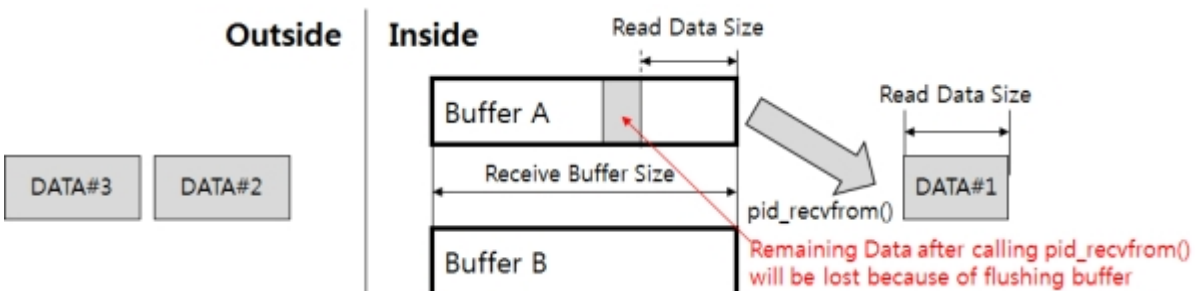 Outside
Inside
Read Data Size
Buffer A
Read Data Size
Receive Buffer Size
DATA#3
DATA#2
DATA#1
pid_recvfrom()
Buffer B
Remaining Data after calling pid_recvfrom()
will be lost because of flushing buffer